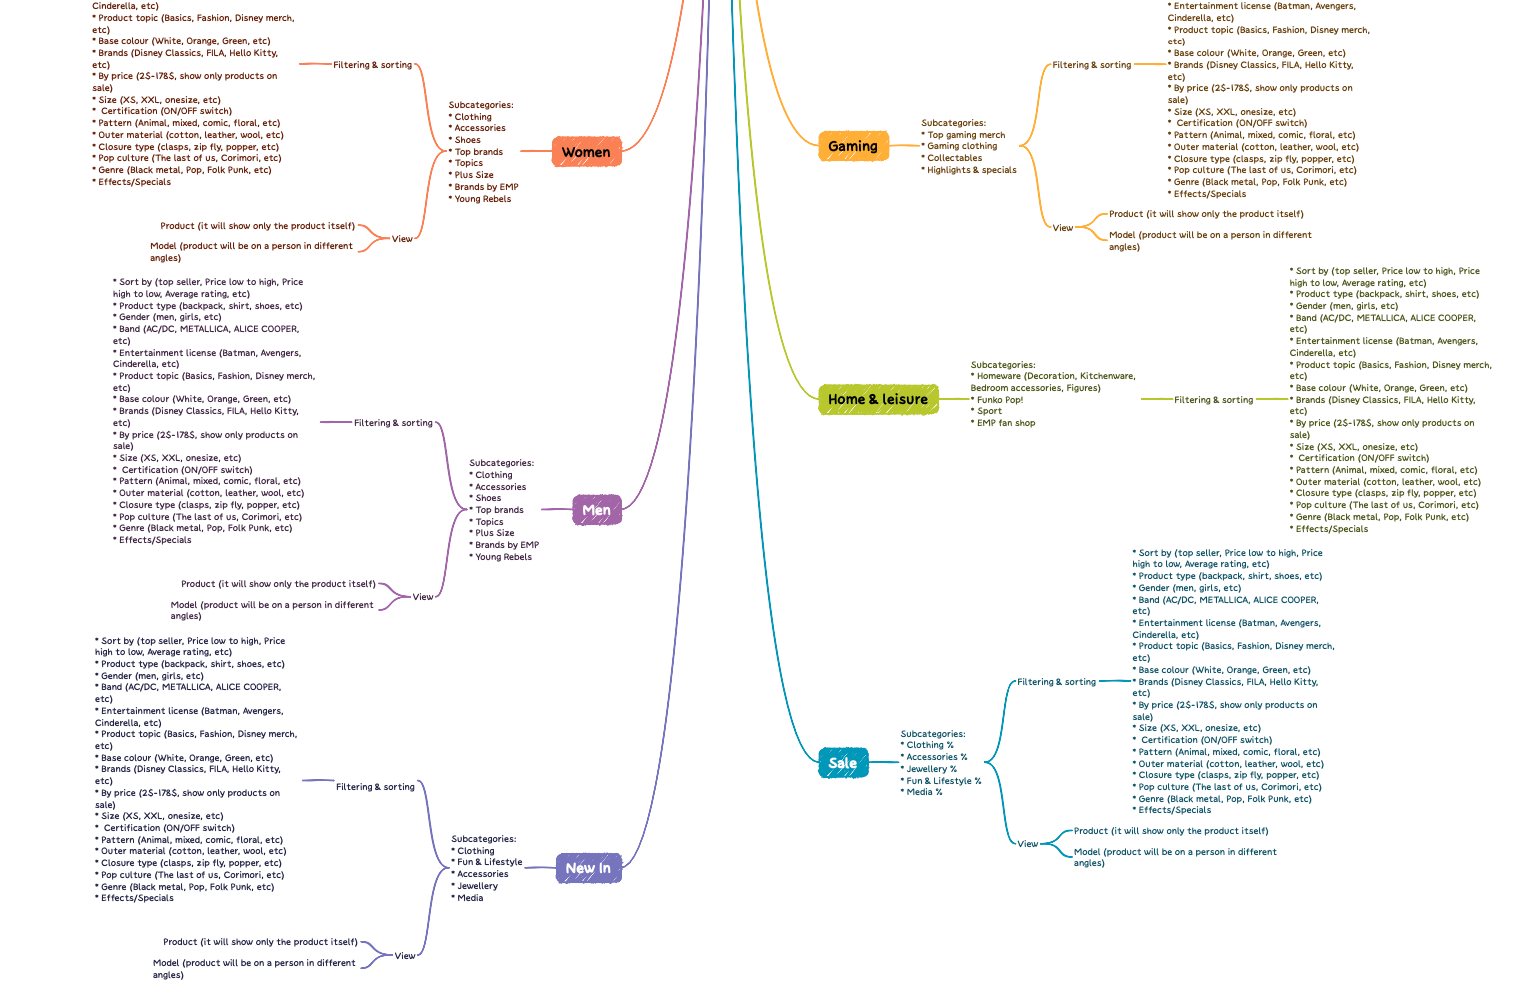 Cinderella, etc)
* Product topic (Basics, Fashion, Disney merch,
etc)
* Base colour (White, Orange, Green, etc)
* Brands (Disney Classics, FILA, Hello Kitty,
etc)
* By price (2$-178$, show only products on
sale)
* Size (XS, XXL, onesize, etc)
* Certification (ON/OFF switch)
* Pattern (Animal, mixed, comic, floral, etc)
* Outer material (cotton, leather, wool, etc)
* Closure type (clasps, zip fly, popper, etc)
* Pop culture (The last of us, Corimori, etc)
* Genre (Black metal, Pop, Folk Punk, etc)
* Effects/Specials
Filtering & sorting
Subcategories:
* Clothing
* Accessories
* Shoes
* Top brands
* Topics
* Plus Size
* Brands by EMP
* Young Rebels
Women
Product (it will show only the product itself)
Model (product will be on a person in different
angles)
View
* Sort by (top seller, Price low to high, Price
high to low, Average rating, etc)
* Product type (backpack, shirt, shoes, etc)
* Gender (men, girls, etc)
* Band (AC/DC, METALLICA, ALICE COOPER,
etc)
* Entertainment license (Batman, Avengers,
Cinderella, etc)
* Product topic (Basics, Fashion, Disney merch,
etc)
* Base colour (White, Orange, Green, etc)
* Brands (Disney Classics, FILA, Hello Kitty,
etc)
* By price (2$-178$, show only products on
sale)
* Size (XS, XXL, onesize, etc)
* Certification (ON/OFF switch)
* Pattern (Animal, mixed, comic, floral, etc)
* Outer material (cotton, leather, wool, etc)
* Closure type (clasps, zip fly, popper, etc)
* Pop culture (The last of us, Corimori, etc)
* Genre (Black metal, Pop, Folk Punk, etc)
* Effects/Specials
Filtering & sorting
Subcategories:
* Clothing
* Accessories
* Shoes
* Top brands
* Topics
* Plus Size
* Brands by EMP
* Young Rebels
Men
Product (it will show only the product itself)
Model (product will be on a person in different
angles)
View
* Sort by (top seller, Price low to high, Price
high to low, Average rating, etc)
* Product type (backpack, shirt, shoes, etc)
* Gender (men, girls, etc)
* Band (AC/DC, METALLICA, ALICE COOPER,
etc)
* Entertainment license (Batman, Avengers,
Cinderella, etc)
* Product topic (Basics, Fashion, Disney merch,
etc)
* Base colour (White, Orange, Green, etc)
* Brands (Disney Classics, FILA, Hello Kitty,
etc)
* By price (2$-178$, show only products on
sale)
* Size (XS, XXL, onesize, etc)
* Certification (ON/OFF switch)
* Pattern (Animal, mixed, comic, floral, etc)
* Outer material (cotton, leather, wool, etc)
* Closure type (clasps, zip fly, popper, etc)
* Pop culture (The last of us, Corimori, etc)
* Genre (Black metal, Pop, Folk Punk, etc)
* Effects/Specials
Filtering & sorting
Subcategories:
* Clothing
* Fun & Lifestyle
* Accessories
* Jewellery
* Media
New In
Product (it will show only the product itself)
Model (product will be on a person in different
angles)
View
Gaming
Subcategories:
* Top gaming merch
* Gaming clothing
* Collectables
* Highlights & specials
Filtering & sorting
* Entertainment license (Batman, Avengers,
Cinderella, etc)
* Product topic (Basics, Fashion, Disney merch,
etc)
* Base colour (White, Orange, Green, etc)
* Brands (Disney Classics, FILA, Hello Kitty,
etc)
* By price (2$-178$, show only products on
sale)
* Size (XS, XXL, onesize, etc)
* Certification (ON/OFF switch)
* Pattern (Animal, mixed, comic, floral, etc)
* Outer material (cotton, leather, wool, etc)
* Closure type (clasps, zip fly, popper, etc)
* Pop culture (The last of us, Corimori, etc)
* Genre (Black metal, Pop, Folk Punk, etc)
* Effects/Specials
View
Product (it will show only the product itself)
Model (product will be on a person in different
angles)
Home & leisure
Subcategories:
* Homeware (Decoration, Kitchenware,
Bedroom accessories, Figures)
* Funko Pop!
* Sport
* EMP fan shop
Filtering & sorting
* Sort by (top seller, Price low to high, Price
high to low, Average rating, etc)
* Product type (backpack, shirt, shoes, etc)
* Gender (men, girls, etc)
* Band (AC/DC, METALLICA, ALICE COOPER,
etc)
* Entertainment license (Batman, Avengers,
Cinderella, etc)
* Product topic (Basics, Fashion, Disney merch,
etc)
* Base colour (White, Orange, Green, etc)
* Brands (Disney Classics, FILA, Hello Kitty,
etc)
* By price (2$-178$, show only products on
sale)
* Size (XS, XXL, onesize, etc)
* Certification (ON/OFF switch)
* Pattern (Animal, mixed, comic, floral, etc)
* Outer material (cotton, leather, wool, etc)
* Closure type (clasps, zip fly, popper, etc)
* Pop culture (The last of us, Corimori, etc)
* Genre (Black metal, Pop, Folk Punk, etc)
* Effects/Specials
Sale
Subcategories:
* Clothing %
* Accessories %
* Jewellery %
* Fun & Lifestyle %
* Media %
Filtering & sorting
* Sort by (top seller, Price low to high, Price
high to low, Average rating, etc)
* Product type (backpack, shirt, shoes, etc)
* Gender (men, girls, etc)
* Band (AC/DC, METALLICA, ALICE COOPER,
etc)
* Entertainment license (Batman, Avengers,
Cinderella, etc)
* Product topic (Basics, Fashion, Disney merch,
etc)
* Base colour (White, Orange, Green, etc)
* Brands (Disney Classics, FILA, Hello Kitty,
etc)
* By price (2$-178$, show only products on
sale)
* Size (XS, XXL, onesize, etc)
* Certification (ON/OFF switch)
* Pattern (Animal, mixed, comic, floral, etc)
* Outer material (cotton, leather, wool, etc)
* Closure type (clasps, zip fly, popper, etc)
* Pop culture (The last of us, Corimori, etc)
* Genre (Black metal, Pop, Folk Punk, etc)
* Effects/Specials
View
Product (it will show only the product itself)
Model (product will be on a person in different
angles)